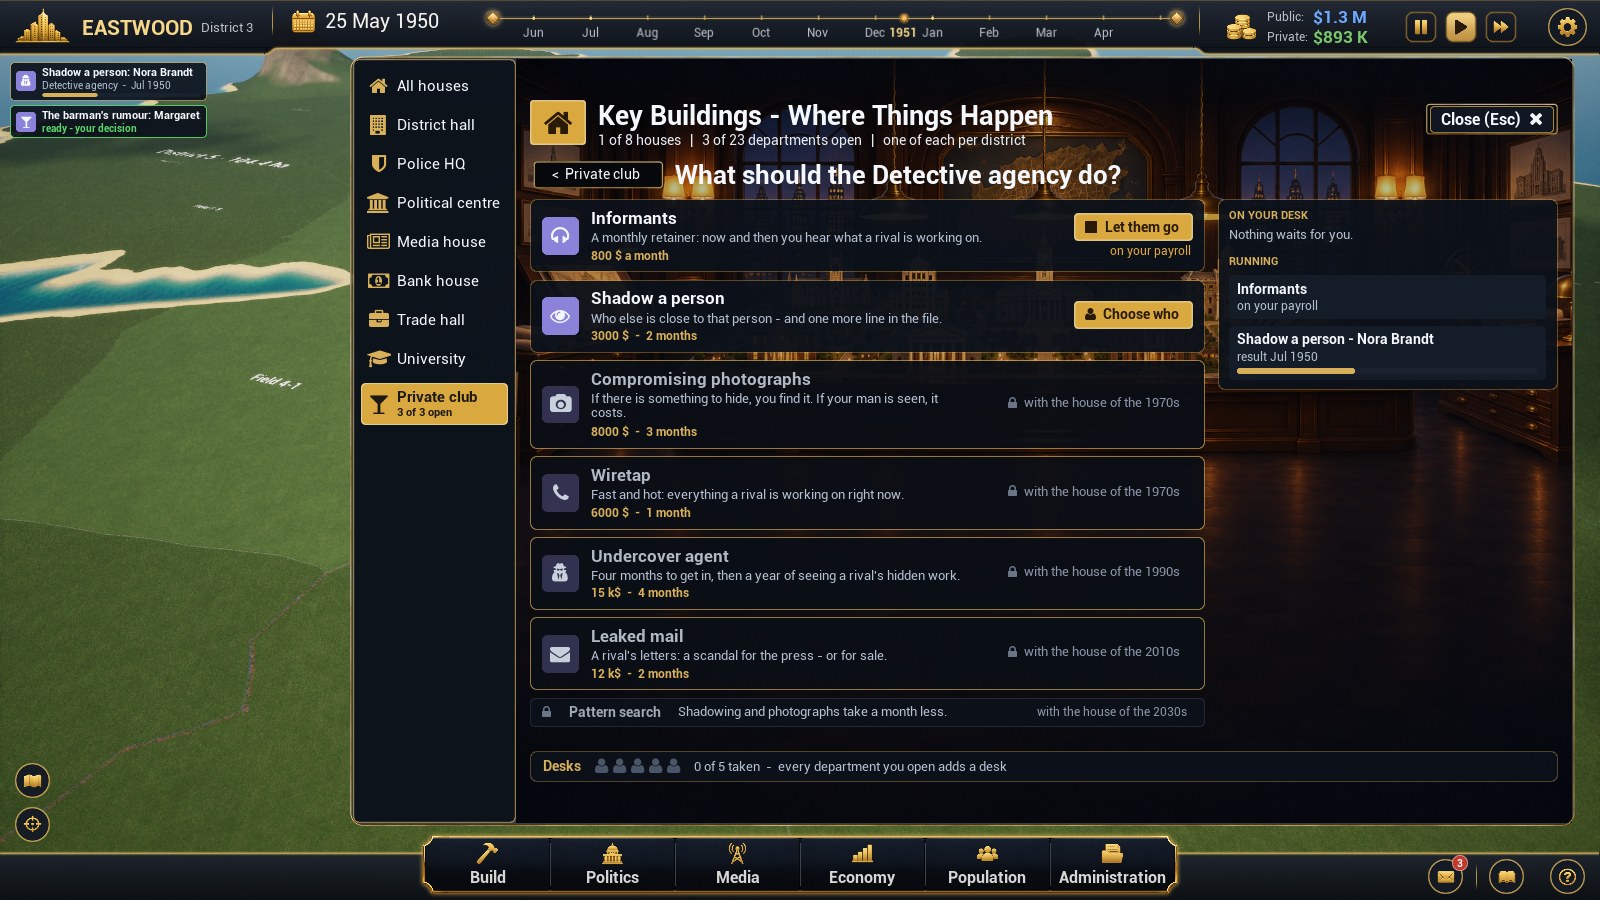 EASTWOOD District 3
25 May 1950
Jun Jul Aug Sep Oct Nov Dec 1951 Jan Feb Mar Apr
Public: $1.3 M
Private: $893 K
Shadow a person: Nora Brandt
Detective agency - Jul 1950
The barman's rumour: Margaret
ready - your decision
Field 4-1
All houses
District hall
Police HQ
Political centre
Media house
Bank house
Trade hall
University
Private club
3 of 3 open
Key Buildings - Where Things Happen
1 of 8 houses | 3 of 23 departments open | one of each per district
Close (Esc) ✖
< Private club
What should the Detective agency do?
Informants
A monthly retainer: now and then you hear what a rival is working on.
800 $ a month
Let them go
on your payroll
Shadow a person
Who else is close to that person - and one more line in the file.
3000 $ - 2 months
Choose who
Compromising photographs
If there is something to hide, you find it. If your man is seen, it
costs.
8000 $ - 3 months
with the house of the 1970s
Wiretap
Fast and hot: everything a rival is working on right now.
6000 $ - 1 month
with the house of the 1970s
Undercover agent
Four months to get in, then a year of seeing a rival's hidden work.
15 k$ - 4 months
with the house of the 1990s
Leaked mail
A rival's letters: a scandal for the press - or for sale.
12 k$ - 2 months
with the house of the 2010s
Pattern search Shadowing and photographs take a month less. with the house of the 2030s
Desks 0 of 5 taken - every department you open adds a desk
ON YOUR DESK
Nothing waits for you.
RUNNING
Informants
on your payroll
Shadow a person - Nora Brandt
result Jul 1950
Build
Politics
Media
Economy
Population
Administration
3